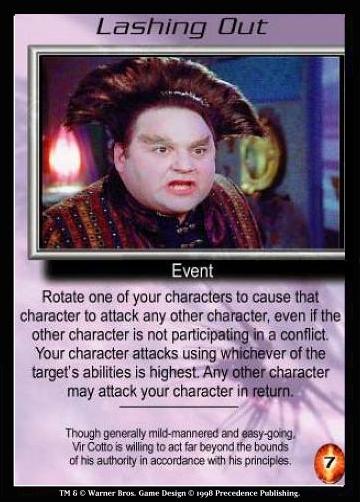 Lashing Out
Event
Rotate one of your characters to cause that
character to attack any other character, even if the
other character is not participating in a conflict.
Your character attacks using whichever of the
target's abilities is highest. Any other character
may attack your character in return.
Though generally mild-mannered and easy-going,
Vir Cotto is willing to act far beyond the bounds
of his authority in accordance with his principles.
7
TM & © Warner Bros. Game Design © 1998 Precedence Publishing.